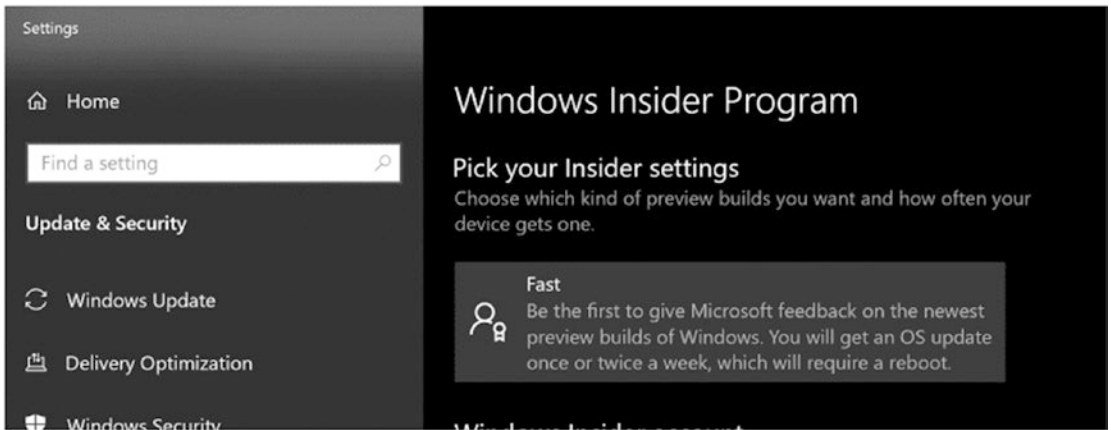 Settings
Home
Find a setting
Update & Security
Windows Update
Delivery Optimization
Windows Security
Windows Insider Program
Pick your Insider settings
Choose which kind of preview builds you want and how often your
device gets one.
Fast
Be the first to give Microsoft feedback on the newest
preview builds of Windows. You will get an OS update
once or twice a week, which will require a reboot.
Windows Insider account